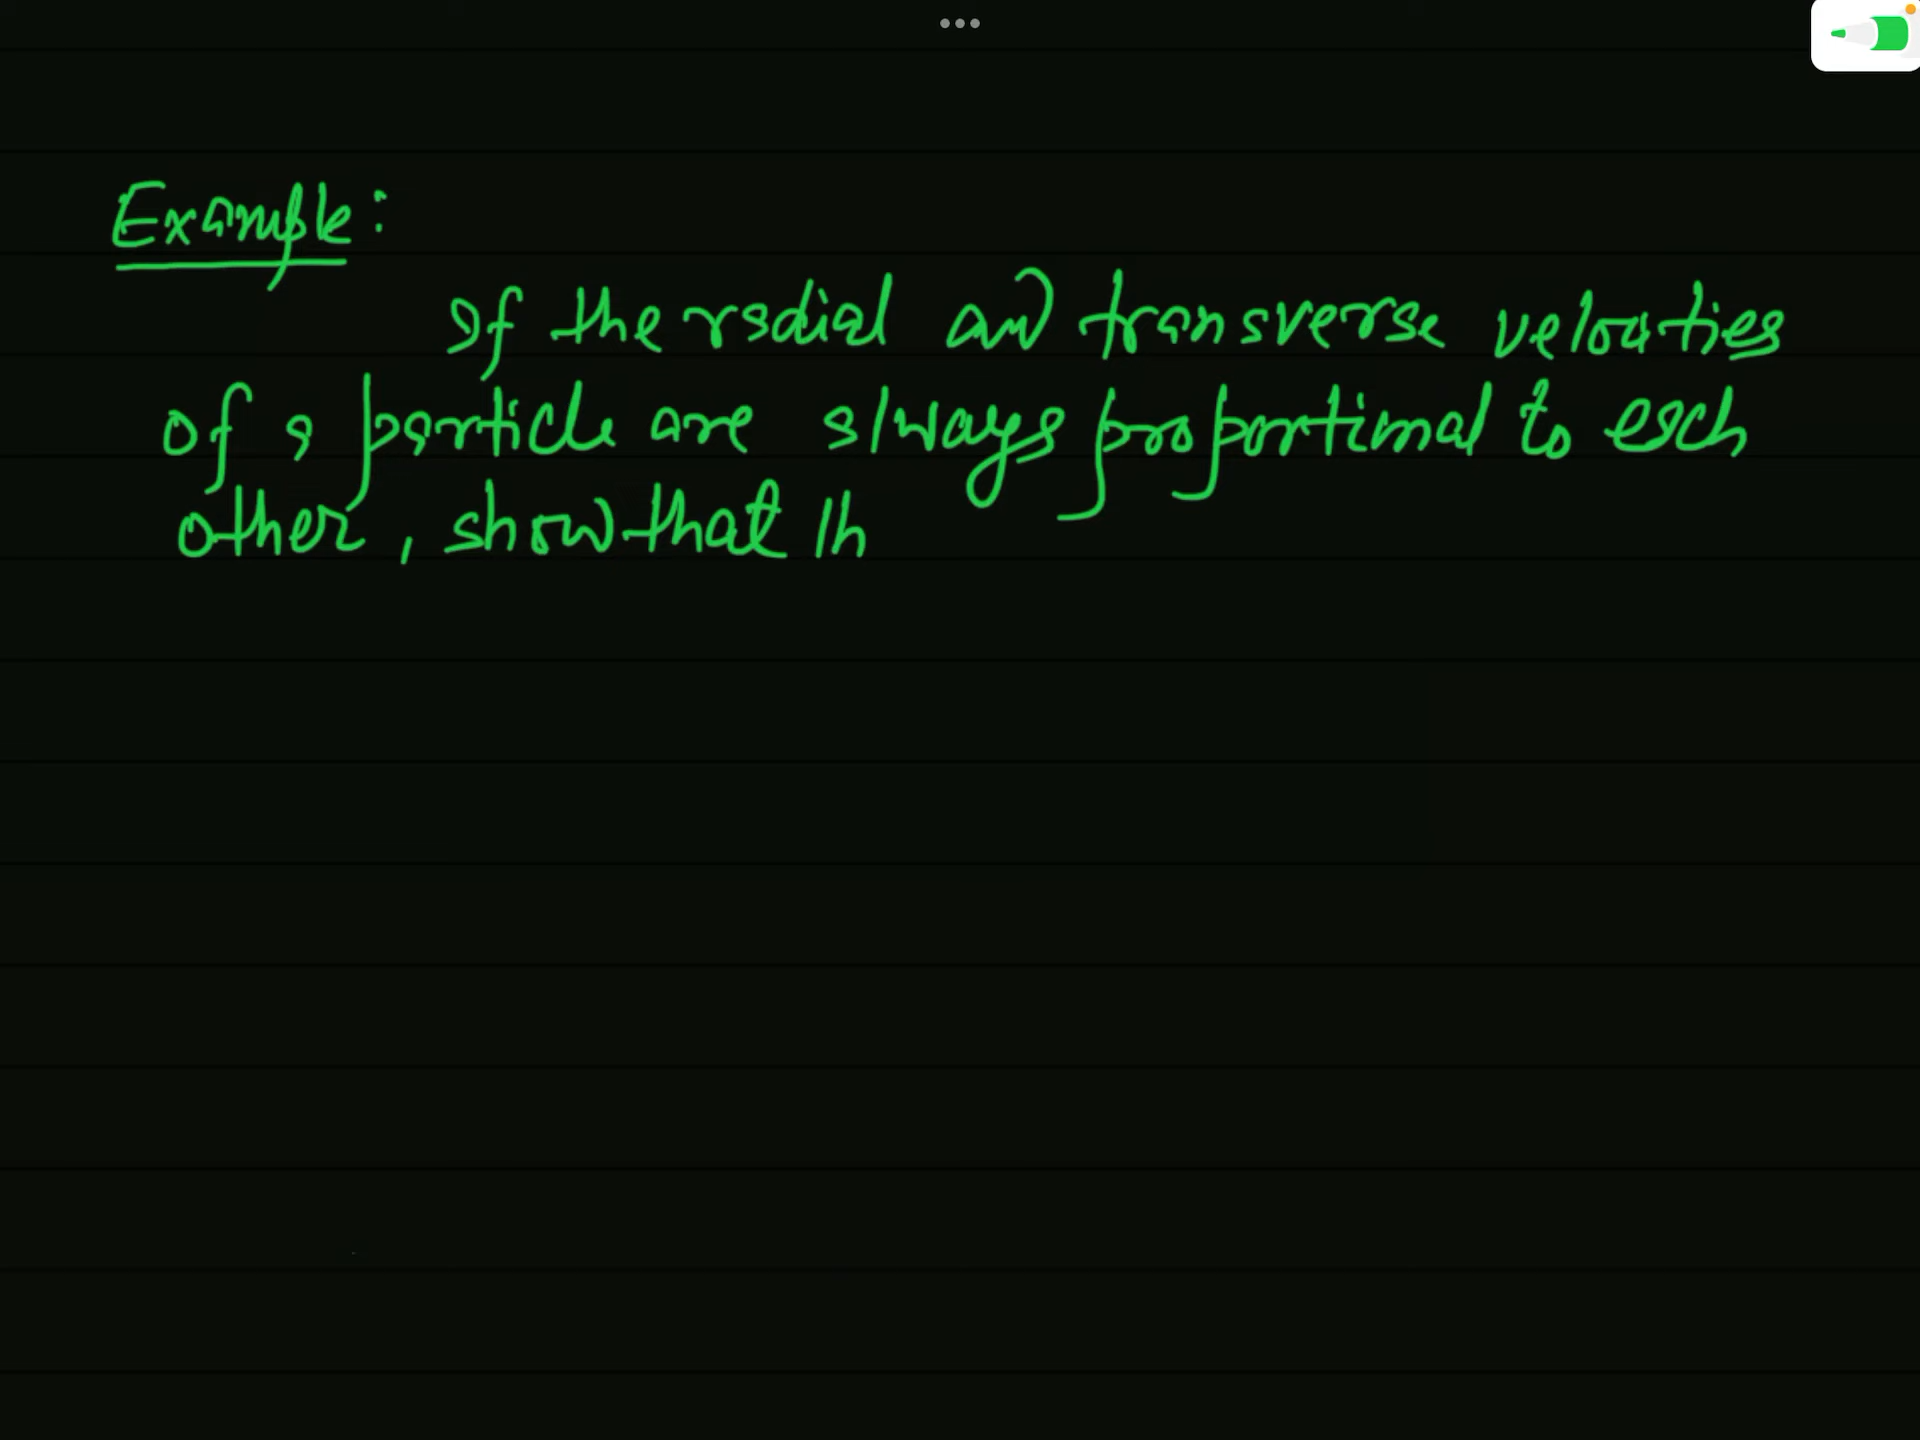 Example:
If the radial and transverse velocities
of a particle are always proportional to each
other, show that th